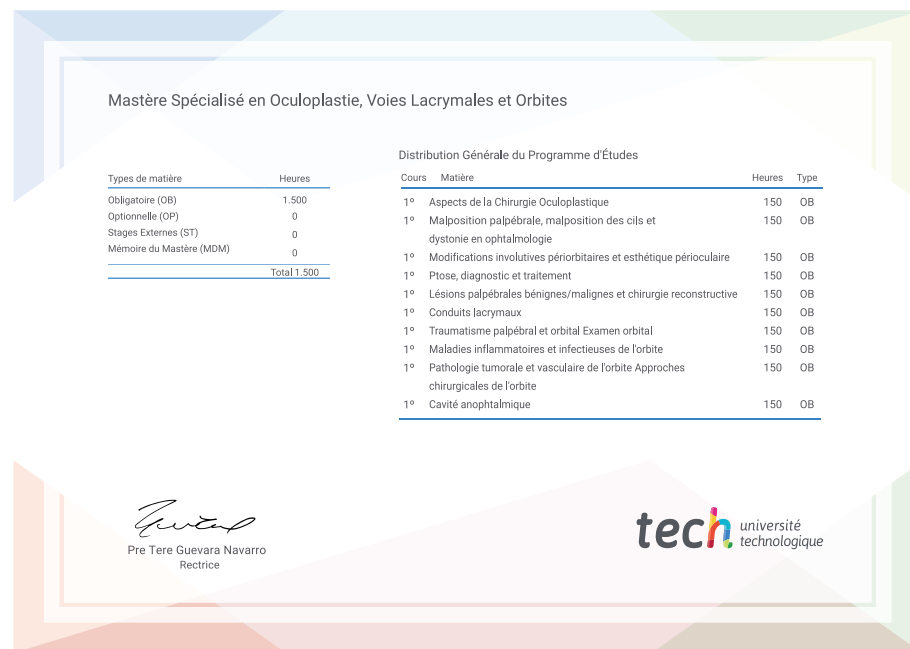 Mastère Spécialisé en Oculoplastie, Voies Lacrymales et Orbites
Types de matière Heures
Obligatoire (OB) 1.500
Optionnelle (OP) 0
Stages Externes (ST) 0
Mémoire du Mastère (MDM) 0
Total 1.500
Distribution Générale du Programme d'Études
Cours Matière Heures Type
1º Aspects de la Chirurgie Oculoplastique 150 OB
1º Malposition palpébrale, malposition des cils et 150 OB
dystonie en ophtalmologie
1º Modifications involutives périorbitaires et esthétique périoculaire 150 OB
1º Ptose, diagnostic et traitement 150 OB
1º Lésions palpébrales bénignes/malignes et chirurgie reconstructive 150 OB
1º Conduits lacrymaux 150 OB
1º Traumatisme palpébral et orbital Examen orbital 150 OB
1º Maladies inflammatoires et infectieuses de l'orbite 150 OB
1º Pathologie tumorale et vasculaire de l'orbite Approches 150 OB
chirurgicales de l'orbite
1º Cavité anophtalmique 150 OB
Pre Tere Guevara Navarro
Rectrice
tech université
technologique